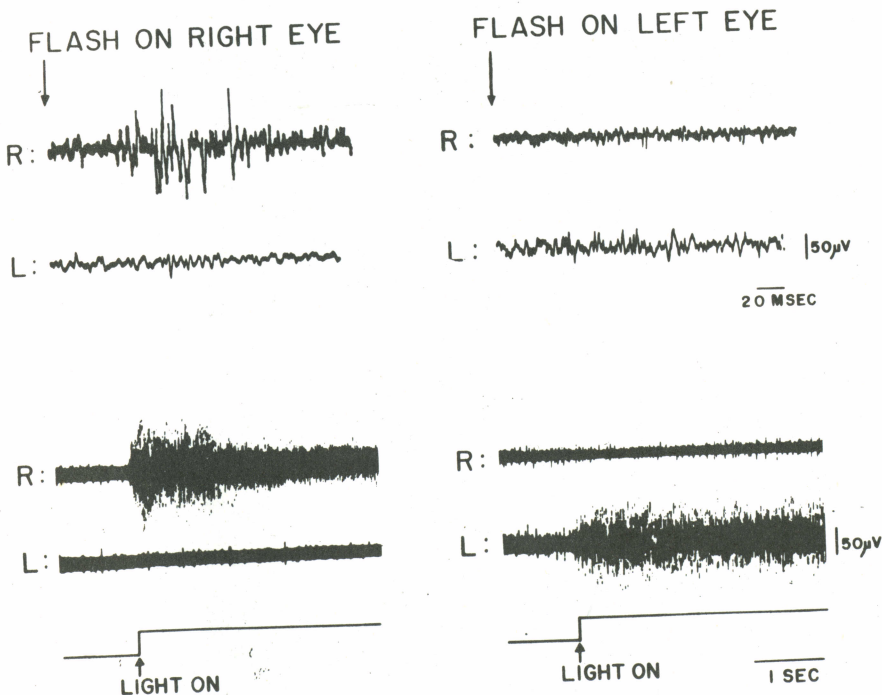 FLASH ON RIGHT EYE
FLASH ON LEFT EYE
R:
R:
L:
L:
50μV
20 MSEC
R:
R:
L:
L:
50μV
LIGHT ON
LIGHT ON
1 SEC